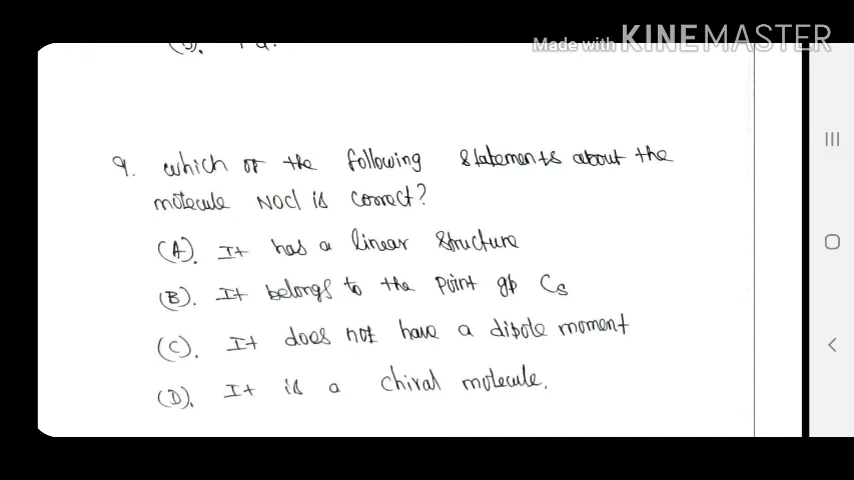 Made with KINEMASTER
9. which of the following statements about the
molecule NOCl is correct?
(A). It has a linear structure
(B). It belongs to the point gp Cs
(C). It does not have a dipole moment
(D). It is a chiral molecule.